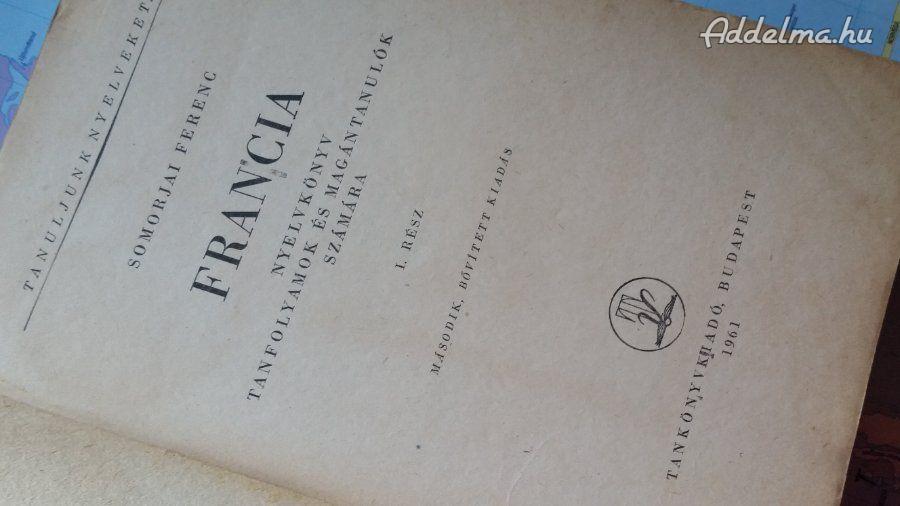 TANULJUNK NYELVEKET
SOMORJAI FERENC
FRANCIA
NYELVKÖNYV
TANFOLYAMOK ÉS MAGÁNTANULÓK
SZÁMÁRA
I. RÉSZ
MÁSODIK, BŐVÍTETT KIADÁS
TANKÖNYVKIADÓ, BUDAPEST
1961
Addelma.hu